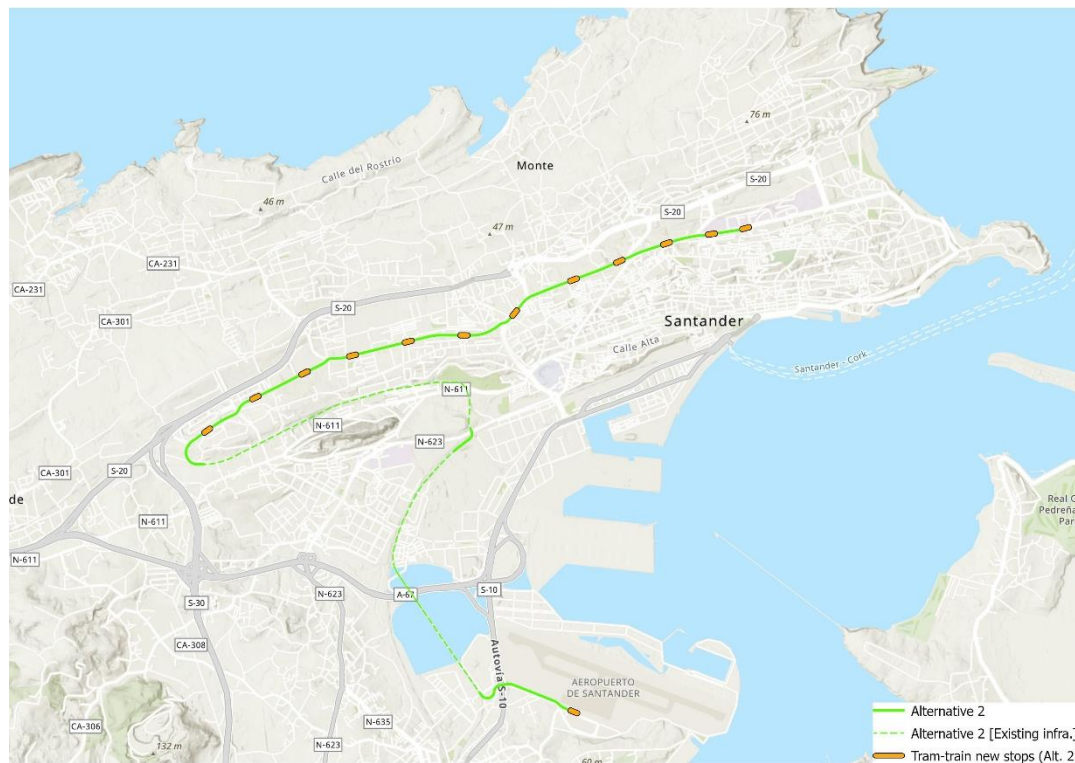 76 m
Calle del Rostrío
Monte
S-20
46 m
S-20
47 m
CA-231
CA-231
CA-301
S-20
Santander
Calle Alta
Santander - Cork
N-611
N-611
N-623
CA-301
S-20
de
Real C
Pedreña
Par
N-611
N-611
A-67
S-10
N-623
S-30
CA-308
Autovía S-10
AEROPUERTO
DE SANTANDER
N-635
CA-306
N-623
132 m
60 m
Alternative 2
Alternative 2 [Existing infra.]
Tram-train new stops (Alt. 2